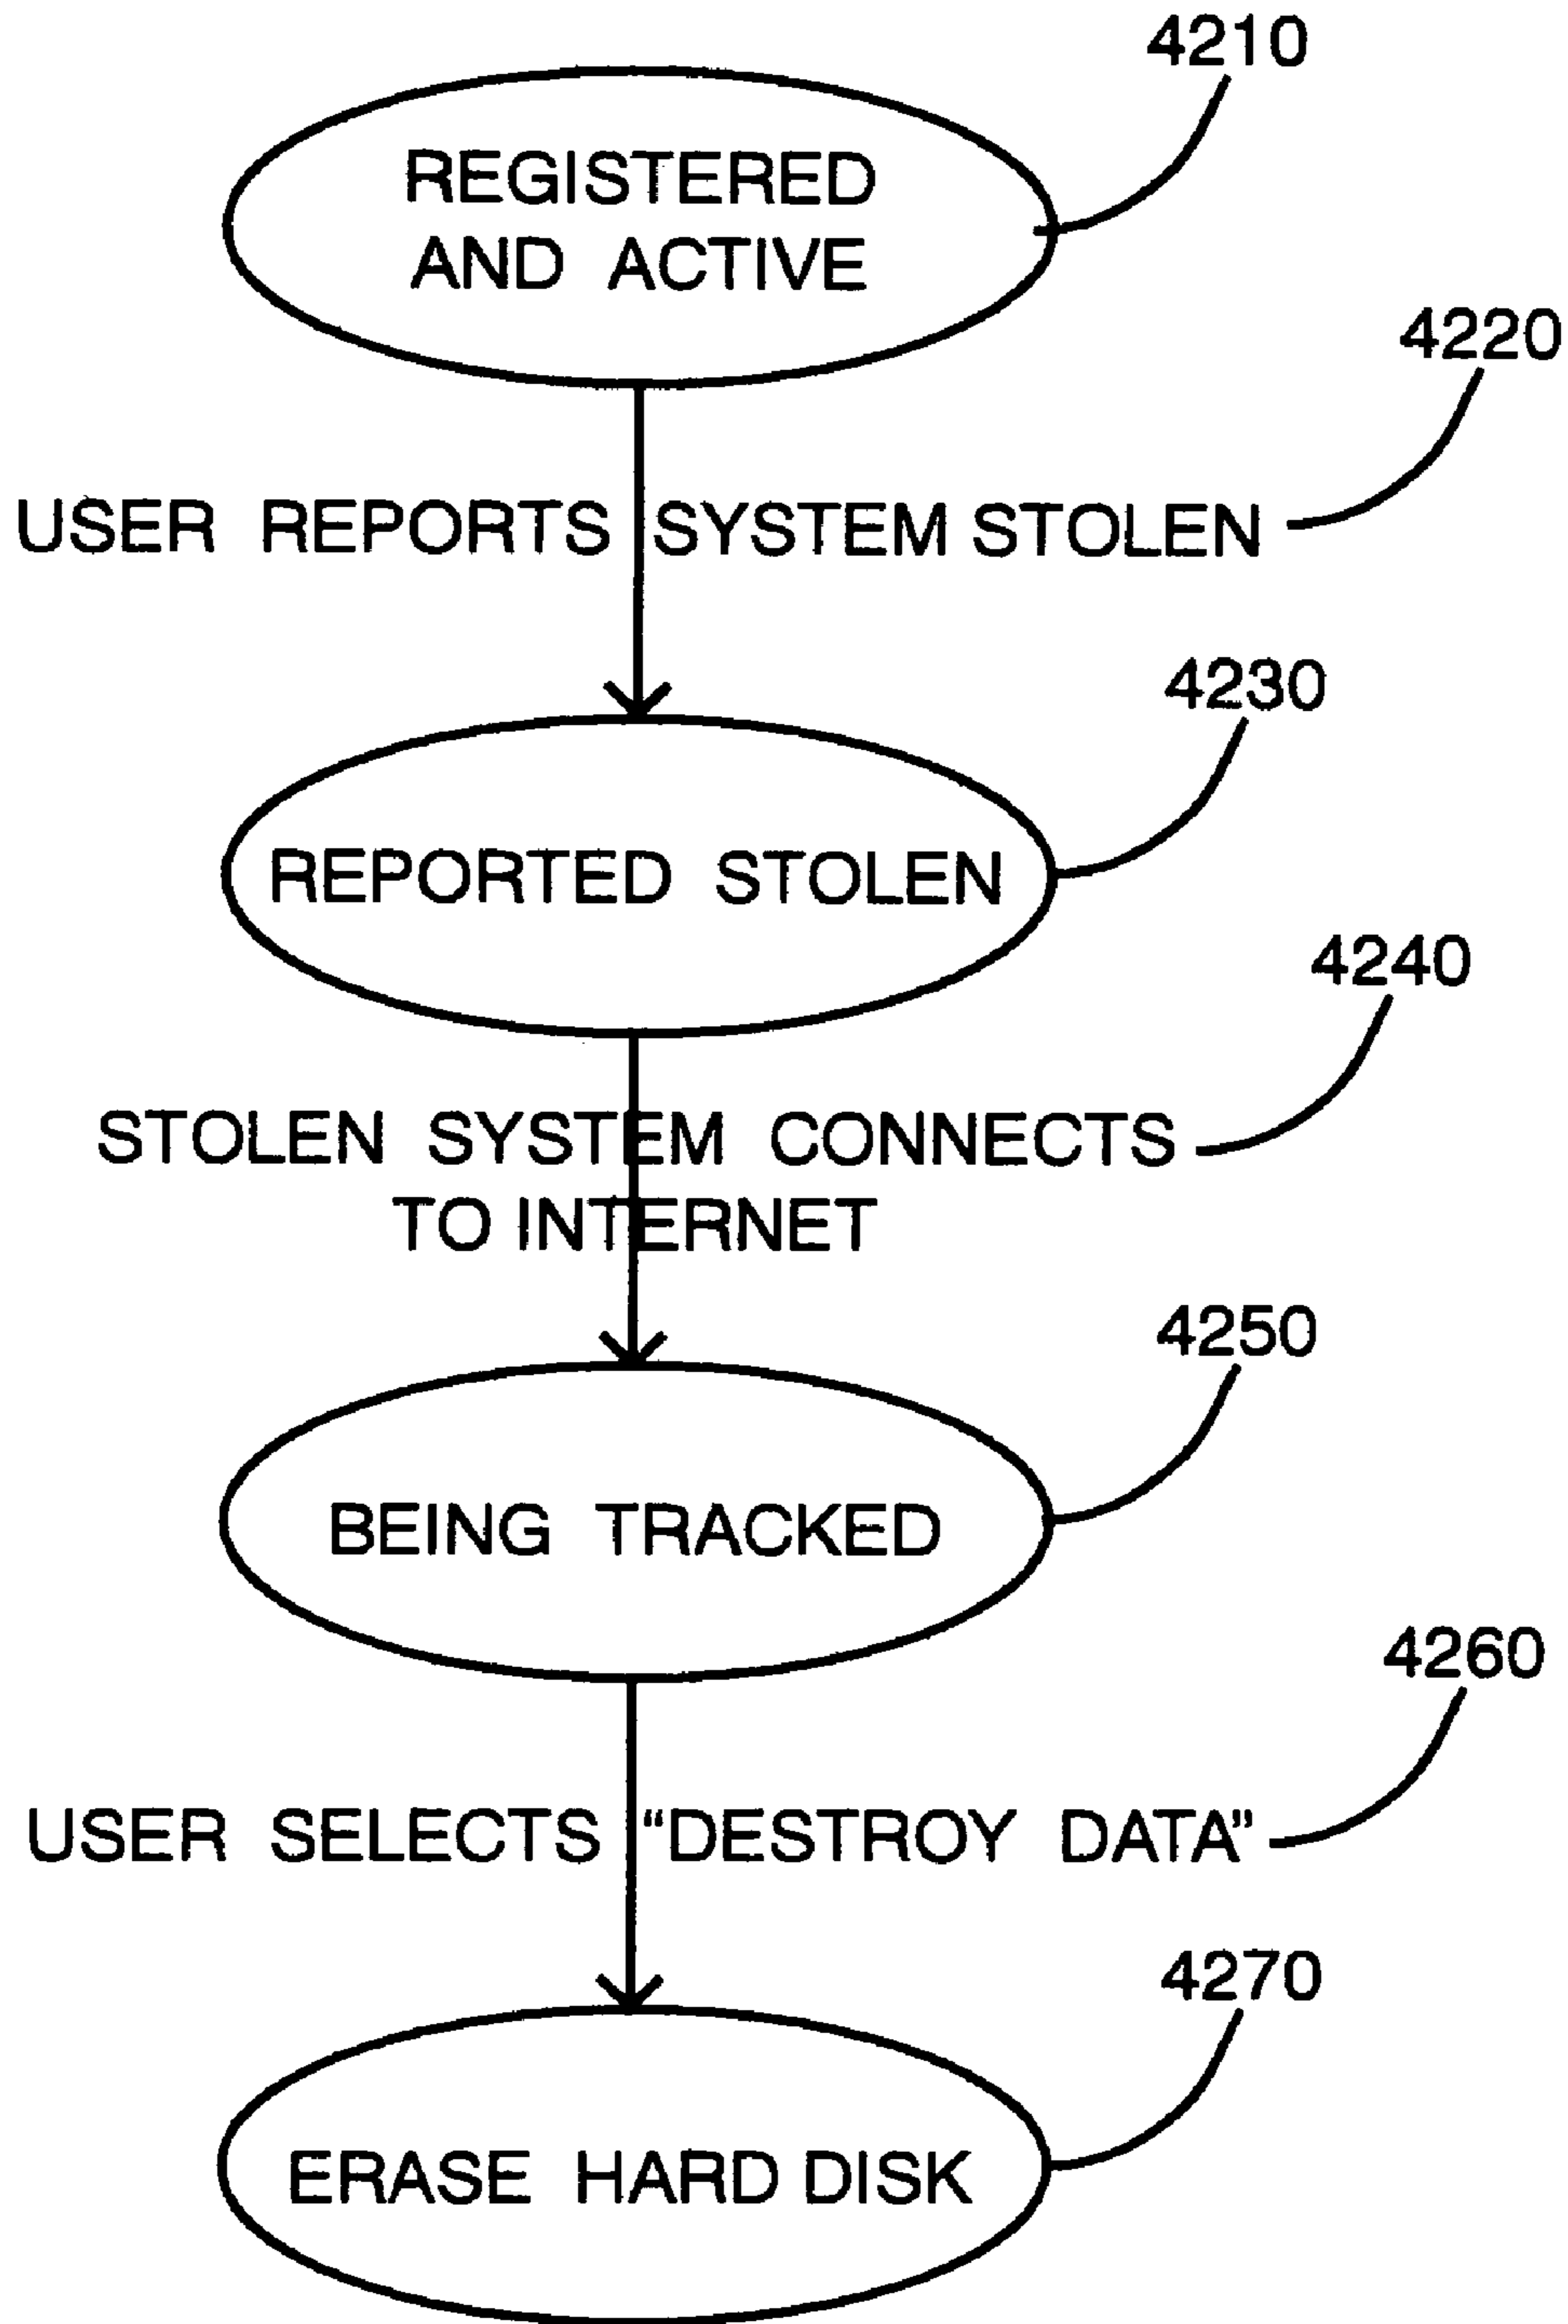 4210
REGISTERED
AND ACTIVE
4220
USER REPORTS SYSTEM STOLEN
4230
REPORTED STOLEN
4240
STOLEN SYSTEM CONNECTS
TO INTERNET
4250
BEING TRACKED
4260
USER SELECTS “DESTROY DATA”
4270
ERASE HARD DISK